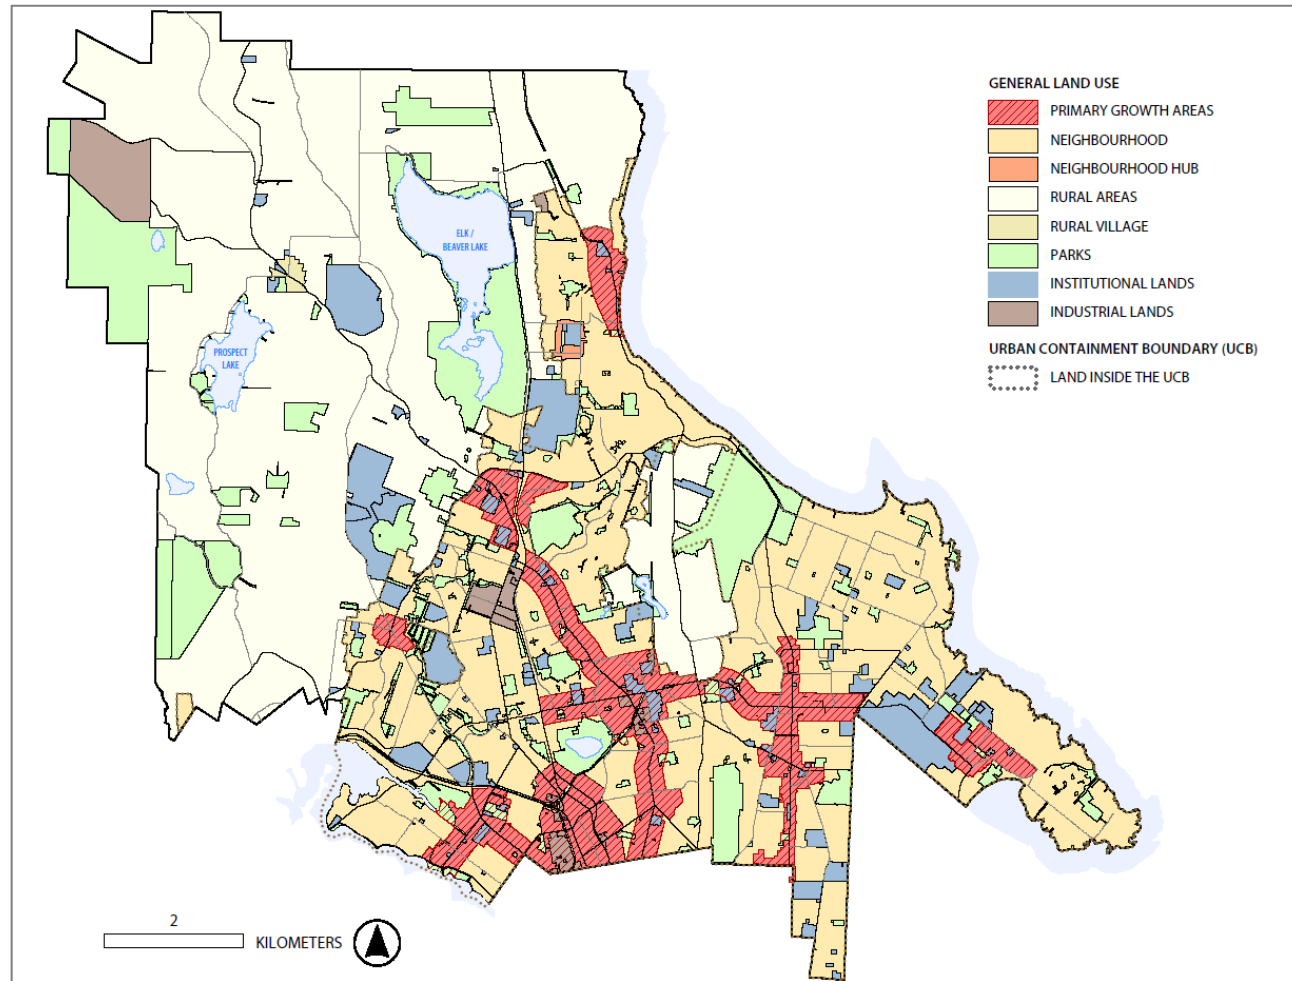 GENERAL LAND USE
PRIMARY GROWTH AREAS
NEIGHBOURHOOD
NEIGHBOURHOOD HUB
RURAL AREAS
RURAL VILLAGE
PARKS
INSTITUTIONAL LANDS
INDUSTRIAL LANDS
URBAN CONTAINMENT BOUNDARY (UCB)
LAND INSIDE THE UCB
ELK /
BEAVER LAKE
PROSPECT
LAKE
2
KILOMETERS